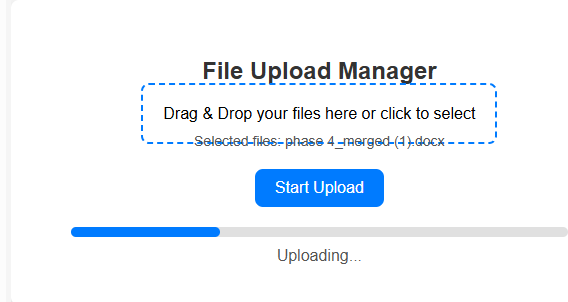 File Upload Manager
Drag & Drop your files here or click to select
Selected files: phase 4_merged (1).docx
Start Upload
Uploading...